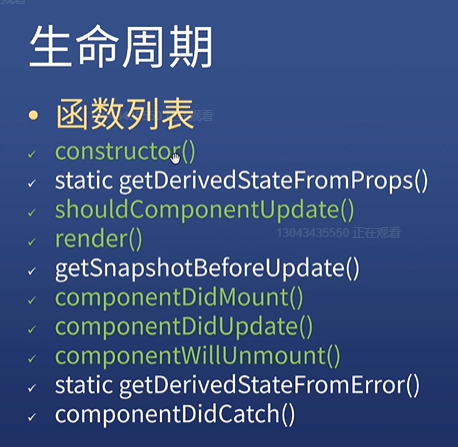 生命周期
• 函数列表
✓ constructor()
✓ static getDerivedStateFromProps()
✓ shouldComponentUpdate()
✓ render()
13043435550 正在观看
✓ getSnapshotBeforeUpdate()
✓ componentDidMount()
✓ componentDidUpdate()
✓ componentWillUnmount()
✓ static getDerivedStateFromError()
✓ componentDidCatch()